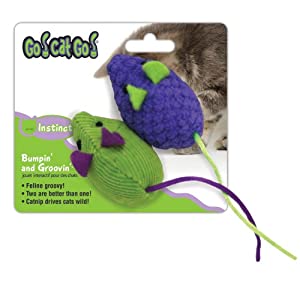 Go! Cat Go!
Instinct
Bumpin'
and Groovin'
jouet interactif pour des chats
• Feline groovy!
• Two are better than one!
• Catnip drives cats wild!